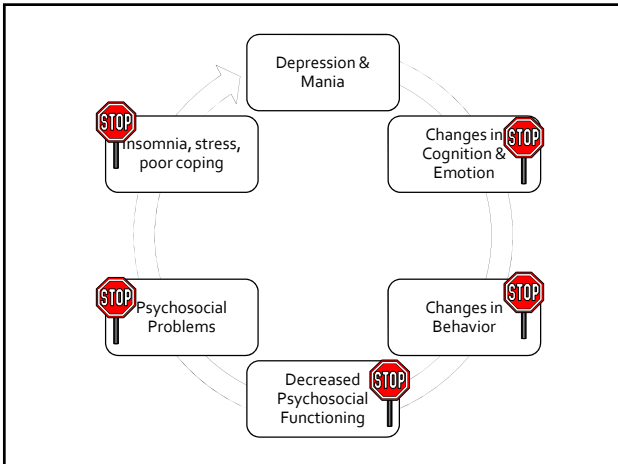 Depression &
Mania
STOP
Changes in
Cognition &
Emotion
STOP
Changes in
Behavior
STOP
Decreased
Psychosocial
Functioning
STOP
Psychosocial
Problems
STOP
Insomnia, stress,
poor coping